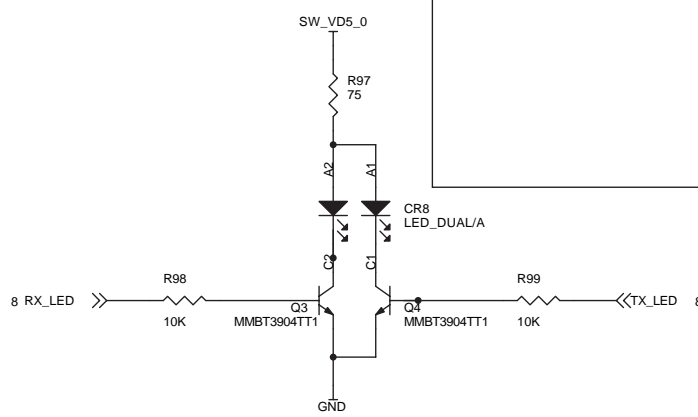 SW_VD5_0
R97
75
A2
A1
CR8
LED_DUAL/A
C2
C1
R98
R99
8 RX_LED
Q3
Q4
TX_LED 8
10K
MMBT3904TT1
MMBT3904TT1
10K
GND